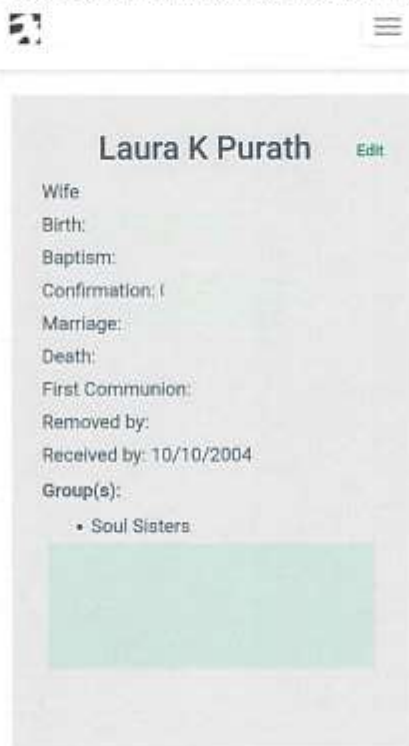 Laura K Purath
Edit
Wife
Birth:
Baptism:
Confirmation:
Marriage:
Death:
First Communion:
Removed by:
Received by: 10/10/2004
Group(s):
• Soul Sisters